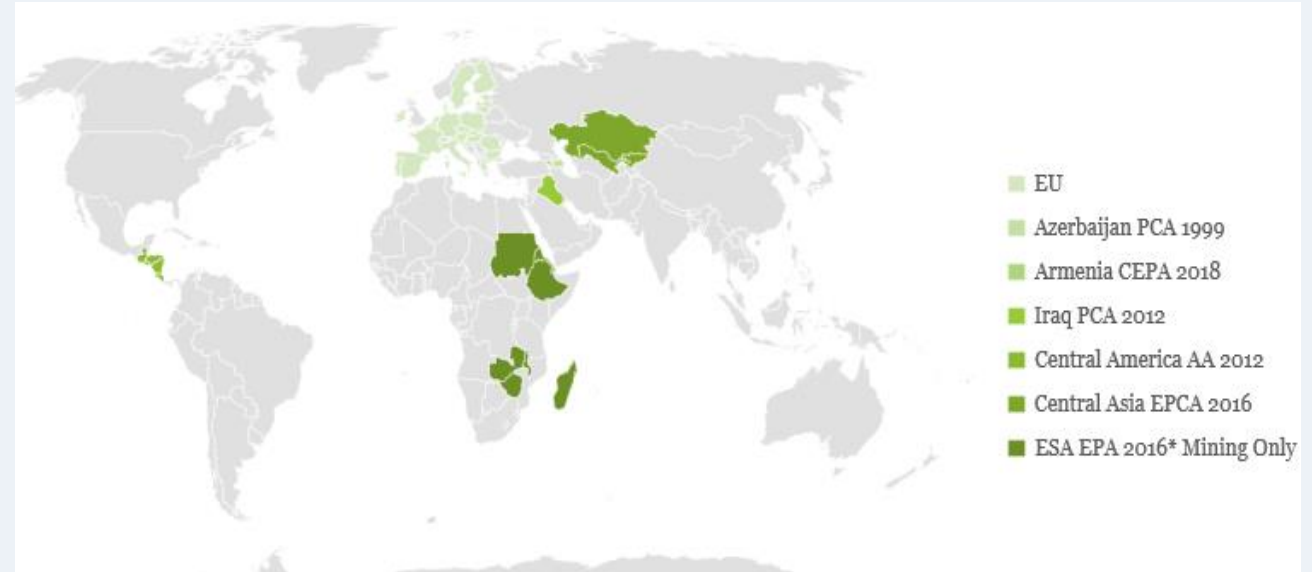 EU
Azerbaijan PCA 1999
Armenia CEPA 2018
Iraq PCA 2012
Central America AA 2012
Central Asia EPCA 2016
ESA EPA 2016* Mining Only